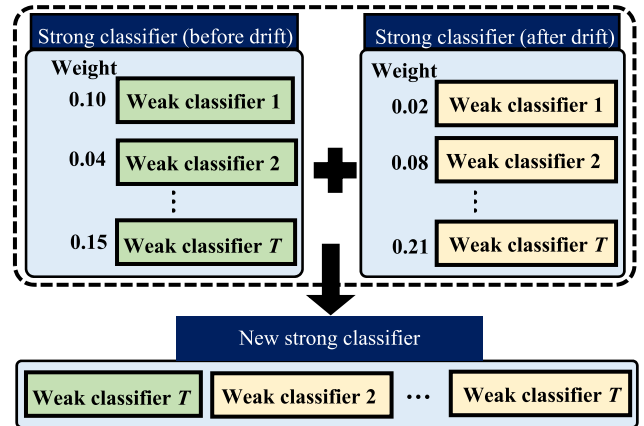 Strong classifier (before drift)
Weight
0.10 Weak classifier 1
0.04 Weak classifier 2
⋮
0.15 Weak classifier T
Strong classifier (after drift)
Weight
0.02 Weak classifier 1
0.08 Weak classifier 2
⋮
0.21 Weak classifier T
New strong classifier
Weak classifier T Weak classifier 2 ··· Weak classifier T